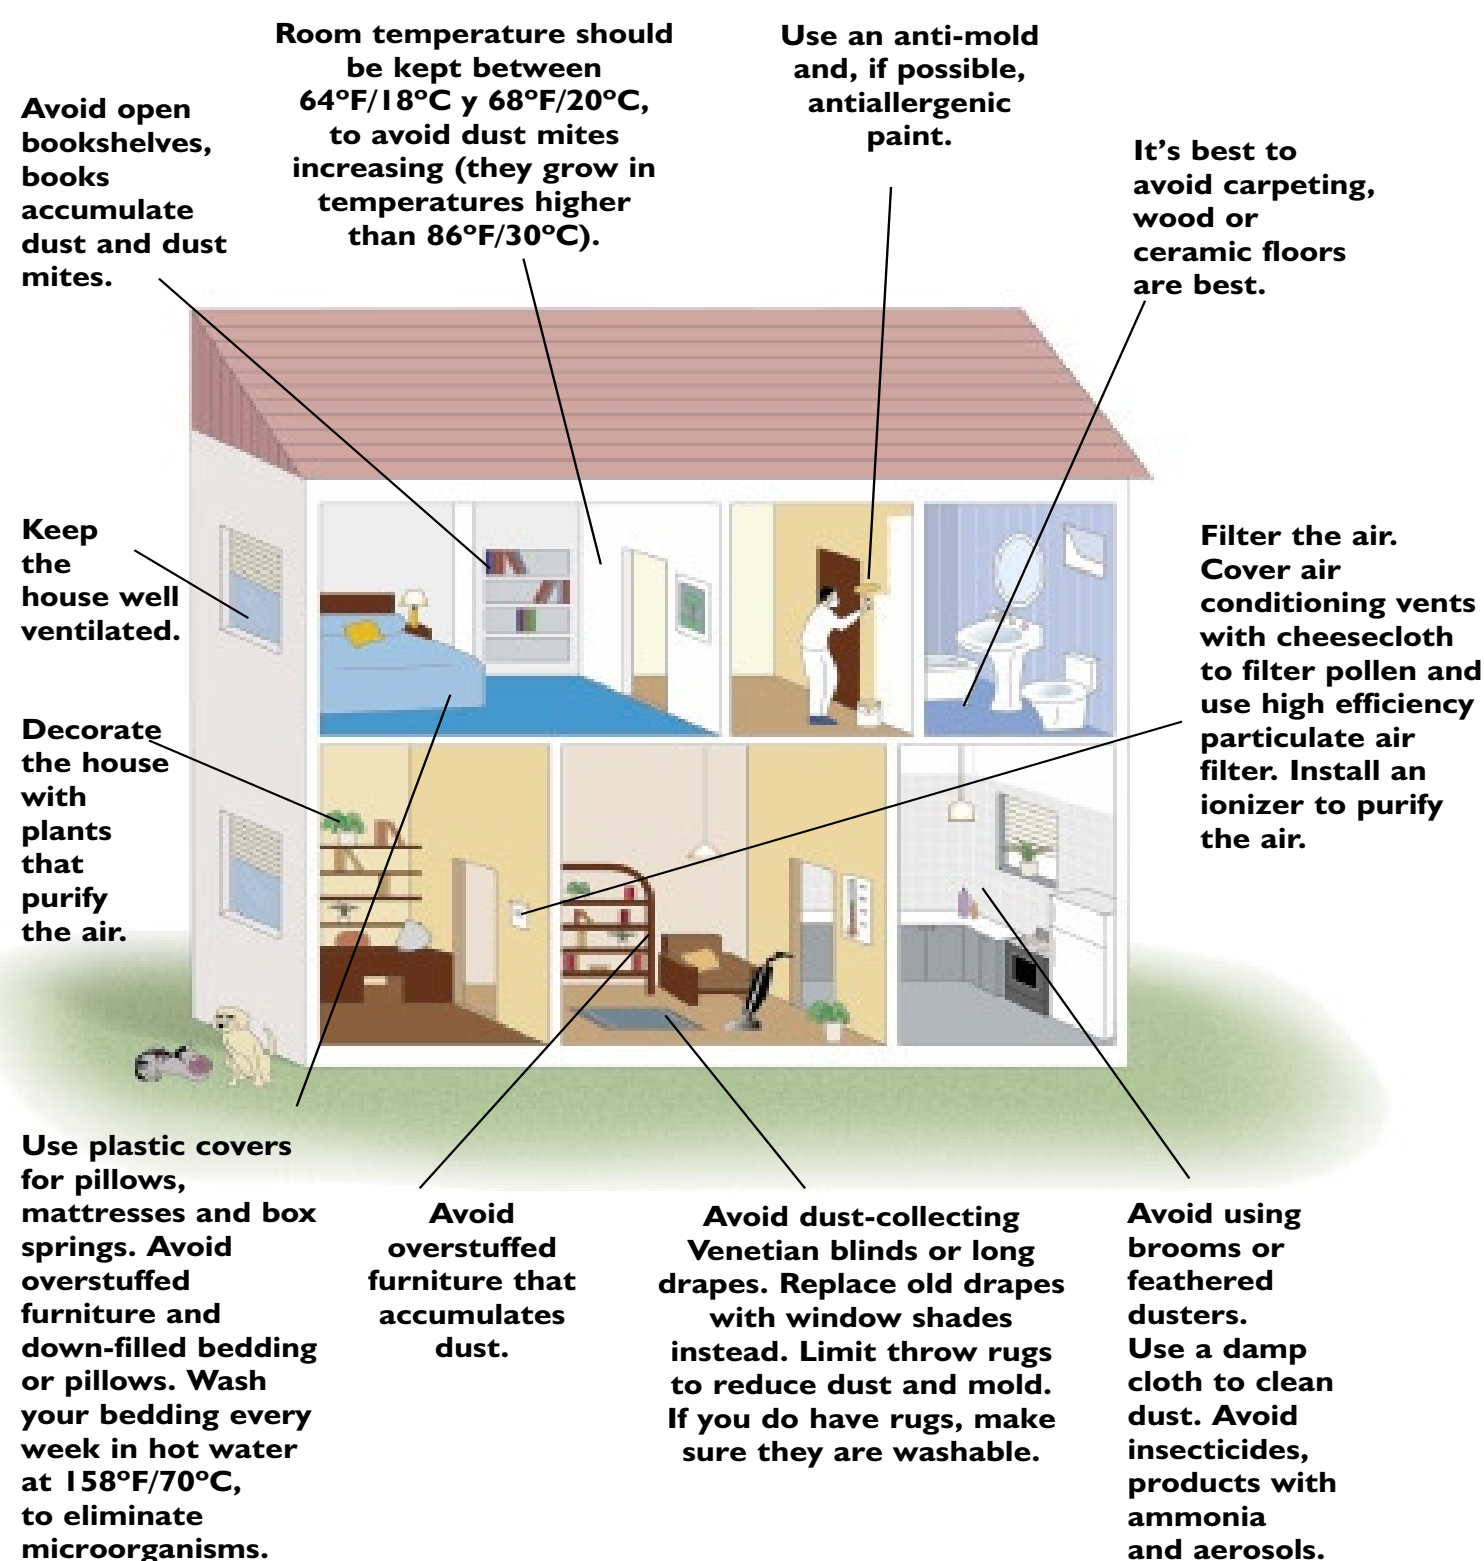 Room temperature should
be kept between
64ºF/18ºC y 68ºF/20ºC,
to avoid dust mites
increasing (they grow in
temperatures higher
than 86ºF/30ºC).
Use an anti-mold
and, if possible,
antiallergenic
paint.
Avoid open
bookshelves,
books
accumulate
dust and dust
mites.
It’s best to
avoid carpeting,
wood or
ceramic floors
are best.
Keep
the
house well
ventilated.
Filter the air.
Cover air
conditioning vents
with cheesecloth
to filter pollen and
use high efficiency
particulate air
filter. Install an
ionizer to purify
the air.
Decorate
the house
with
plants
that
purify
the air.
Use plastic covers
for pillows,
mattresses and box
springs. Avoid
overstuffed
furniture and
down-filled bedding
or pillows. Wash
your bedding every
week in hot water
at 158ºF/70ºC,
to eliminate
microorganisms.
Avoid
overstuffed
furniture that
accumulates
dust.
Avoid dust-collecting
Venetian blinds or long
drapes. Replace old drapes
with window shades
instead. Limit throw rugs
to reduce dust and mold.
If you do have rugs, make
sure they are washable.
Avoid using
brooms or
feathered
dusters.
Use a damp
cloth to clean
dust. Avoid
insecticides,
products with
ammonia
and aerosols.